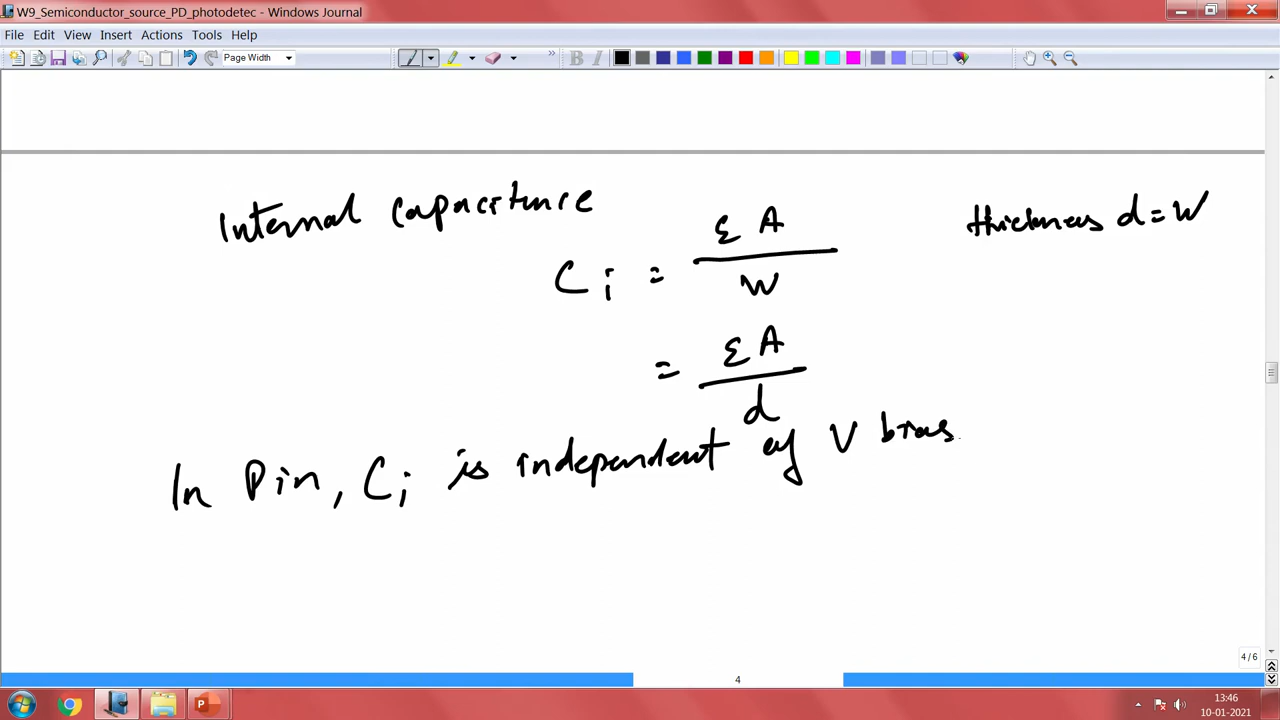 W9_Semiconductor_source_PD_photodetec - Windows Journal
File Edit View Insert Actions Tools Help
Page Width
Internal capacitance
thickness d = W
Ci = εA / W
= εA / d
In Pin, Ci is independent of V bias.
4/6
4
13:46
10-01-2021